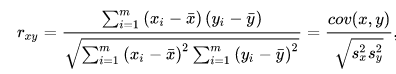 $$r_{xy} = \frac{\sum_{i=1}^{m} (x_i - \bar{x})(y_i - \bar{y})}{\sqrt{\sum_{i=1}^{m} (x_i - \bar{x})^2 \sum_{i=1}^{m} (y_i - \bar{y})^2}} = \frac{cov(x, y)}{\sqrt{s_x^2 s_y^2}},$$